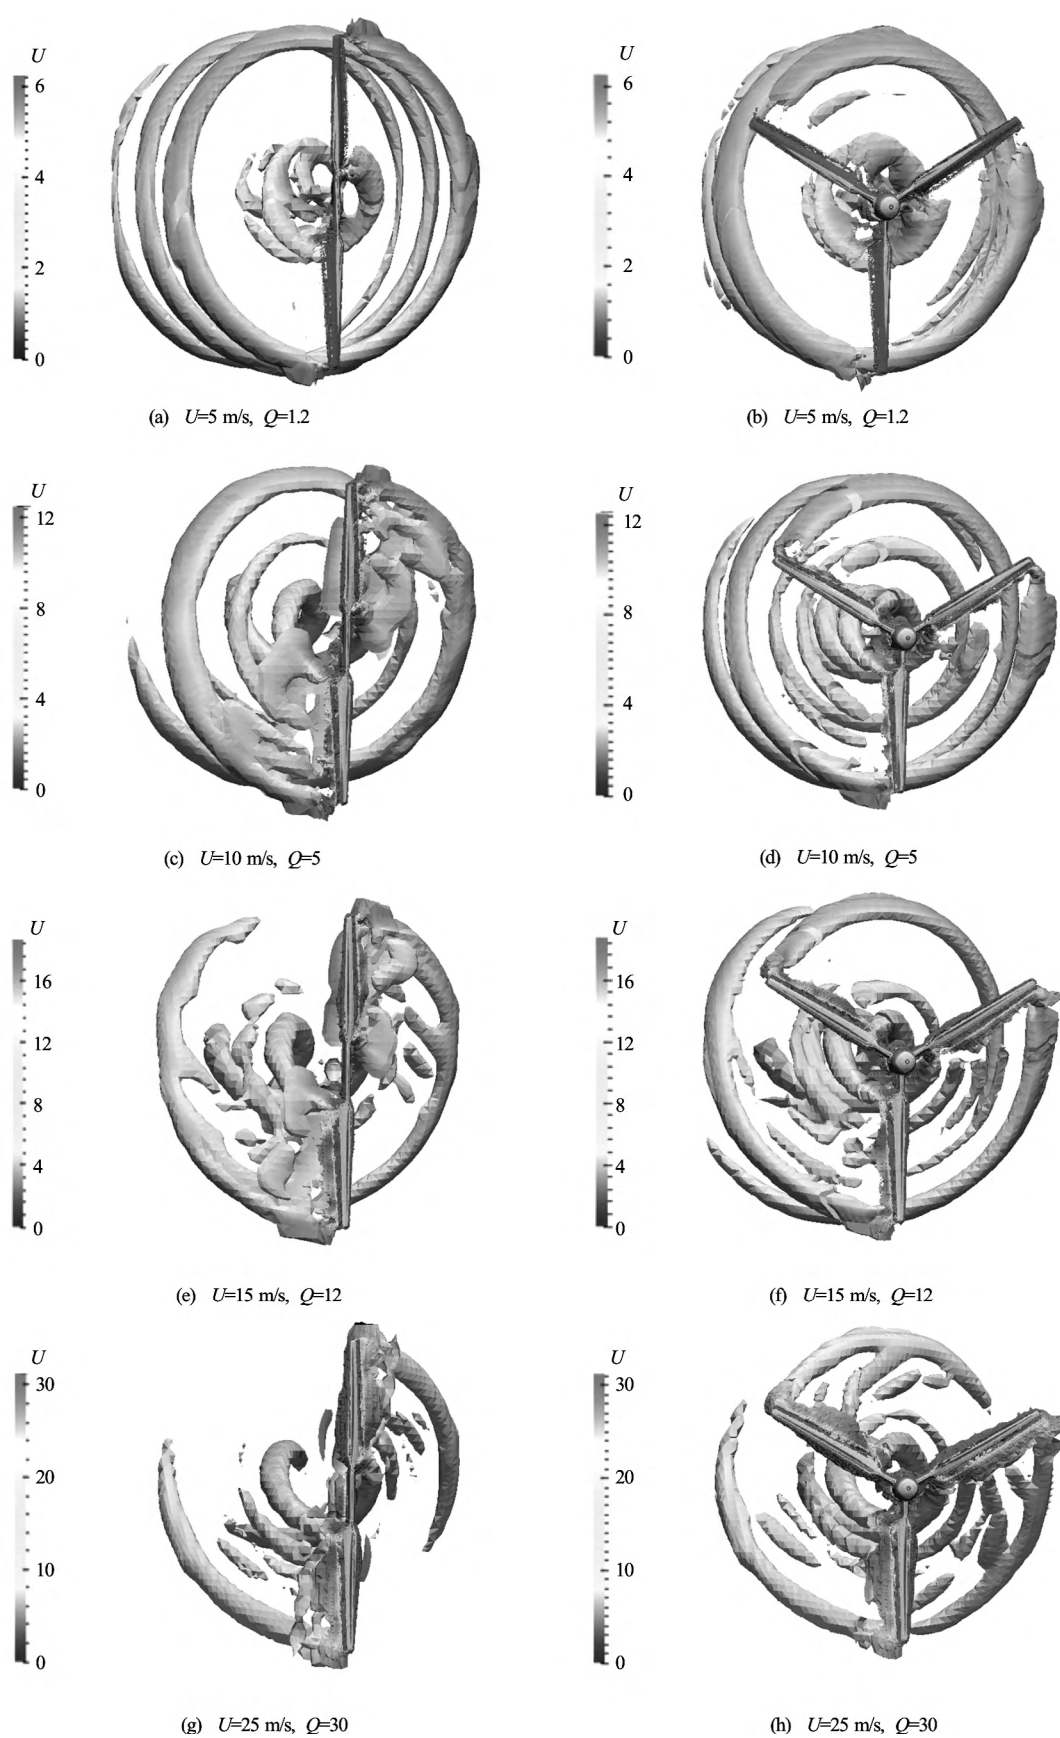 U
U
6
6
4
4
2
2
0
0
(a) U=5 m/s, Q=1.2
(b) U=5 m/s, Q=1.2
U
U
12
12
8
8
4
4
0
0
(c) U=10 m/s, Q=5
(d) U=10 m/s, Q=5
U
U
16
16
12
12
8
8
4
4
0
0
(e) U=15 m/s, Q=12
(f) U=15 m/s, Q=12
U
U
30
30
20
20
10
10
0
0
(g) U=25 m/s, Q=30
(h) U=25 m/s, Q=30